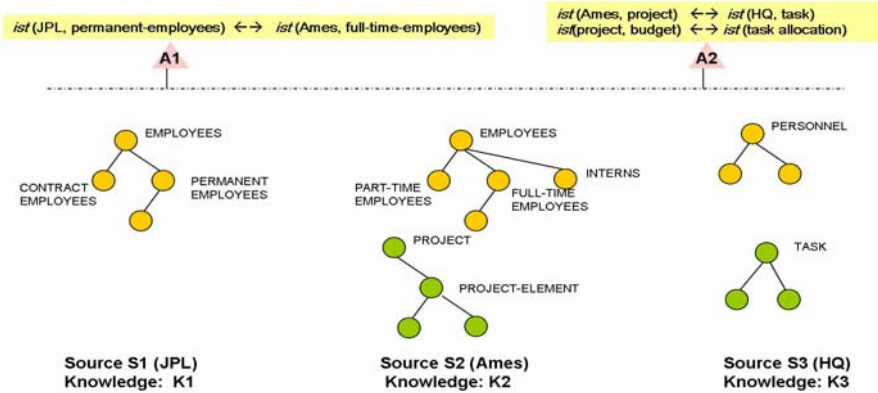 ist (JPL, permanent-employees) ←→ ist (Ames, full-time-employees)
ist (Ames, project) ←→ ist (HQ, task)
ist(project, budget) ←→ ist (task allocation)
A1
A2
EMPLOYEES
CONTRACT
EMPLOYEES
PERMANENT
EMPLOYEES
EMPLOYEES
PART-TIME
EMPLOYEES
FULL-TIME
EMPLOYEES
INTERNS
PROJECT
PROJECT-ELEMENT
PERSONNEL
TASK
Source S1 (JPL)
Knowledge: K1
Source S2 (Ames)
Knowledge: K2
Source S3 (HQ)
Knowledge: K3